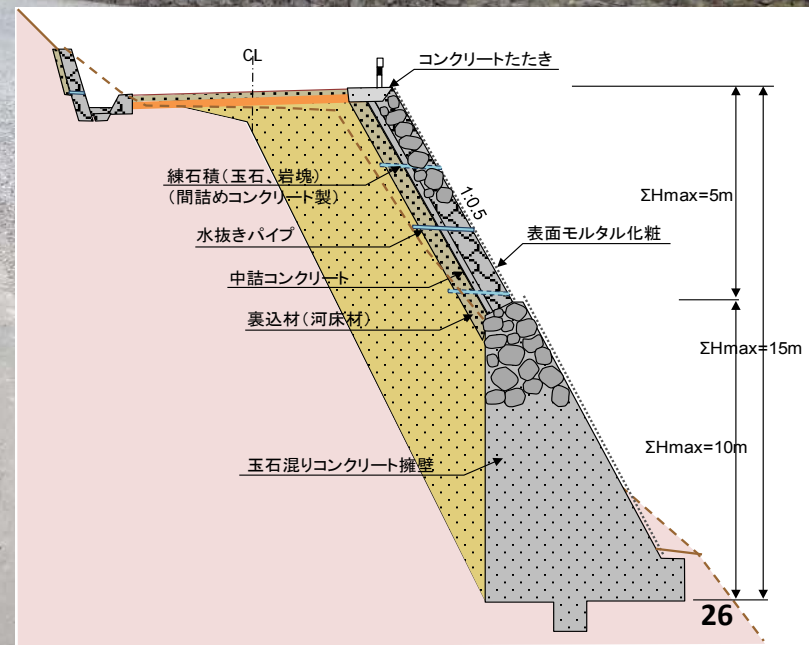 CL
コンクリートたたき
練石積(玉石、岩塊)
(間詰めコンクリート製)
1:0.5
ΣHmax=5m
水抜きパイプ
表面モルタル化粧
中詰コンクリート
裏込材(河床材)
ΣHmax=15m
ΣHmax=10m
玉石混りコンクリート擁壁
26